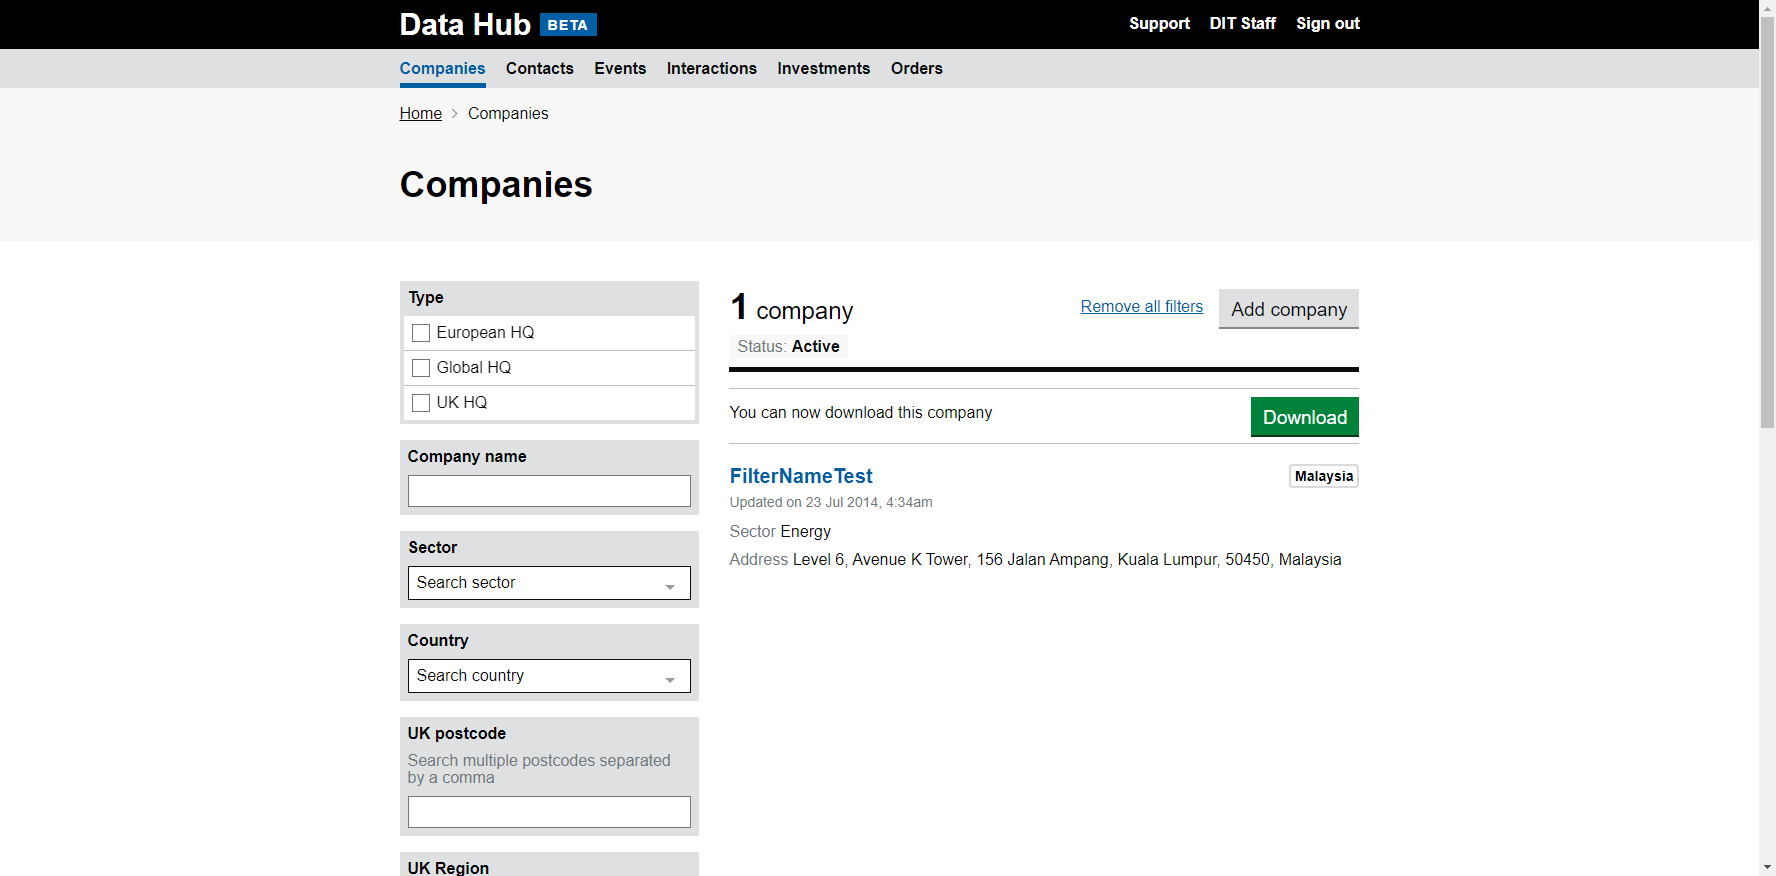 Data Hub BETA
Support DIT Staff Sign out
Companies Contacts Events Interactions Investments Orders
Home Companies
Companies
Type
European HQ
Global HQ
UK HQ
Company name
Sector
Search sector
Country
Search country
UK postcode
Search multiple postcodes separated
by a comma
UK Region
1 company
Remove all filters
Add company
Status: Active
You can now download this company
Download
FilterNameTest
Malaysia
Updated on 23 Jul 2014, 4:34am
Sector Energy
Address Level 6, Avenue K Tower, 156 Jalan Ampang, Kuala Lumpur, 50450, Malaysia